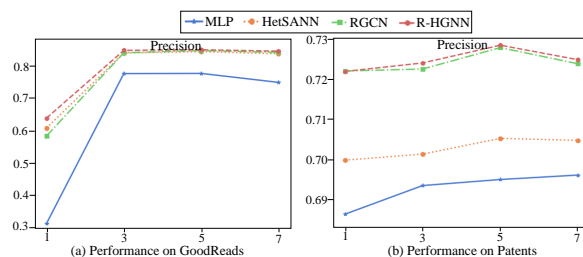 MLP HetSANN RGCN R-HGNN
Precision
0.8
0.7
0.6
0.5
0.4
0.3
1 3 5 7
(a) Performance on GoodReads
Precision
0.73
0.72
0.71
0.70
0.69
1 3 5 7
(b) Performance on Patents